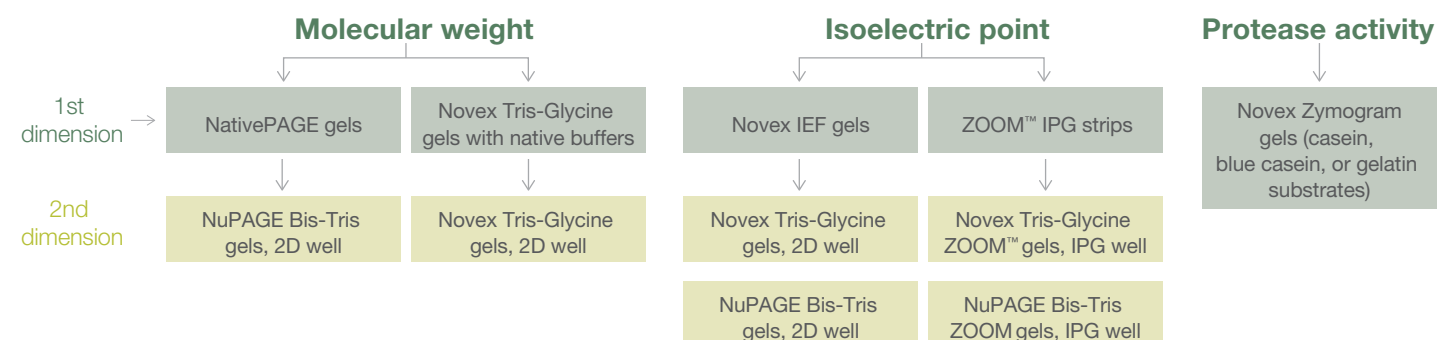 Molecular weight
Isoelectric point
Protease activity
1st
dimension
NativePAGE gels
Novex Tris-Glycine
gels with native buffers
Novex IEF gels
ZOOM™ IPG strips
Novex Zymogram
gels (casein,
blue casein, or gelatin
substrates)
2nd
dimension
NuPAGE Bis-Tris
gels, 2D well
Novex Tris-Glycine
gels, 2D well
Novex Tris-Glycine
gels, 2D well
Novex Tris-Glycine
ZOOM™ gels, IPG well
NuPAGE Bis-Tris
gels, 2D well
NuPAGE Bis-Tris
ZOOM gels, IPG well